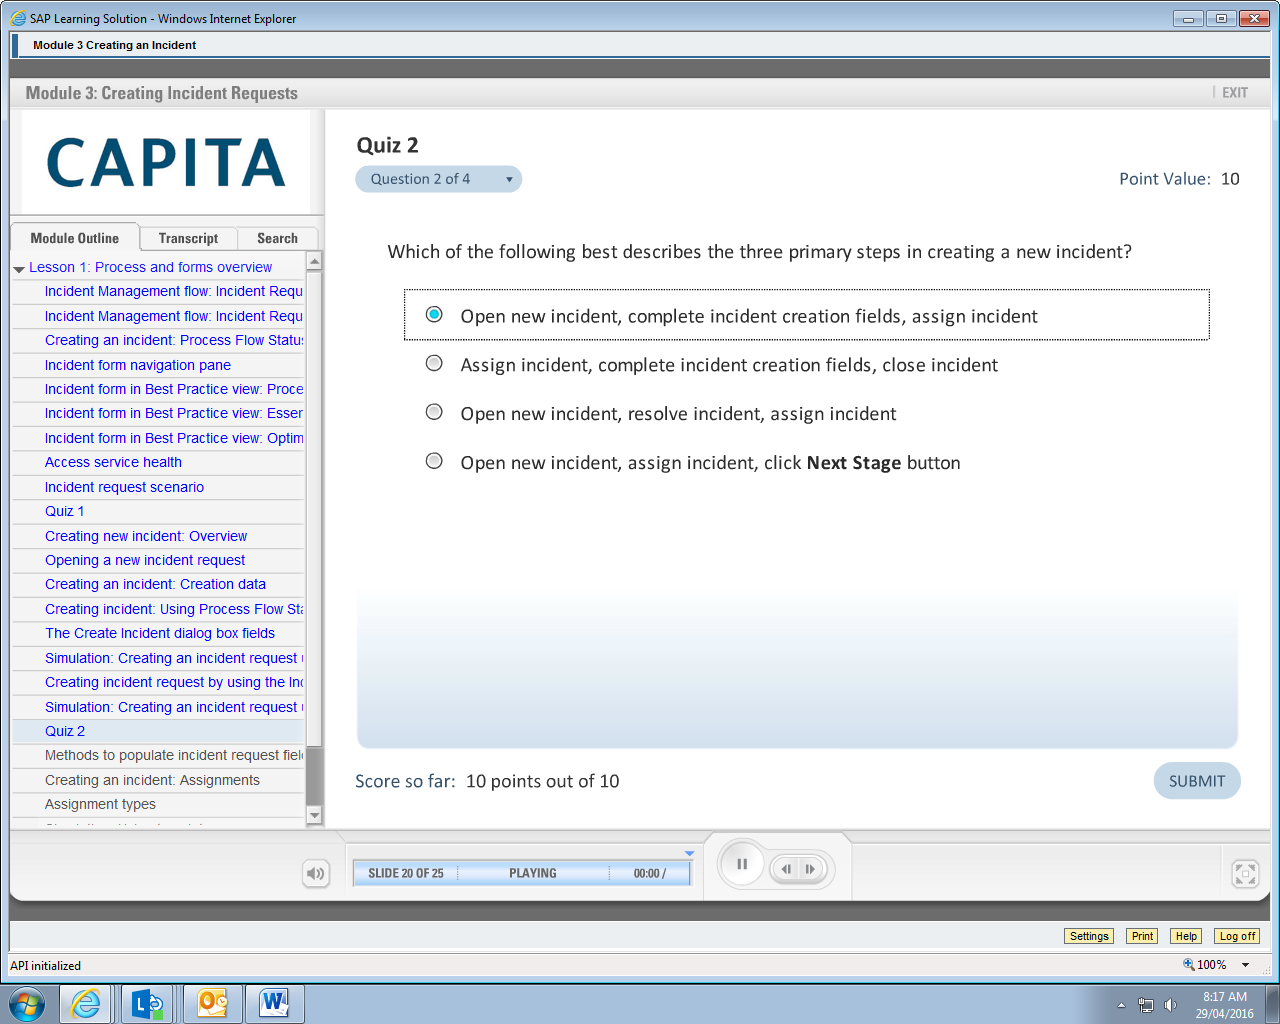 SAP Learning Solution - Windows Internet Explorer
Module 3 Creating an Incident
Module 3: Creating Incident Requests
EXIT
CAPITA
Module Outline
Transcript
Search
Lesson 1: Process and forms overview
Incident Management flow: Incident Requ
Incident Management flow: Incident Requ
Creating an incident: Process Flow Status
Incident form navigation pane
Incident form in Best Practice view: Proce
Incident form in Best Practice view: Essen
Incident form in Best Practice view: Optim
Access service health
Incident request scenario
Quiz 1
Creating new incident: Overview
Opening a new incident request
Creating an incident: Creation data
Creating incident: Using Process Flow Sta
The Create Incident dialog box fields
Simulation: Creating an incident request u
Creating incident request by using the Inc
Simulation: Creating an incident request u
Quiz 2
Methods to populate incident request fiel
Creating an incident: Assignments
Assignment types
Quiz 2
Question 2 of 4
Point Value: 10
Which of the following best describes the three primary steps in creating a new incident?
Open new incident, complete incident creation fields, assign incident
Assign incident, complete incident creation fields, close incident
Open new incident, resolve incident, assign incident
Open new incident, assign incident, click Next Stage button
Score so far: 10 points out of 10
SUBMIT
SLIDE 20 OF 25
PLAYING
00:00 /
Settings
Print
Help
Log off
API initialized
100%
8:17 AM
29/04/2016